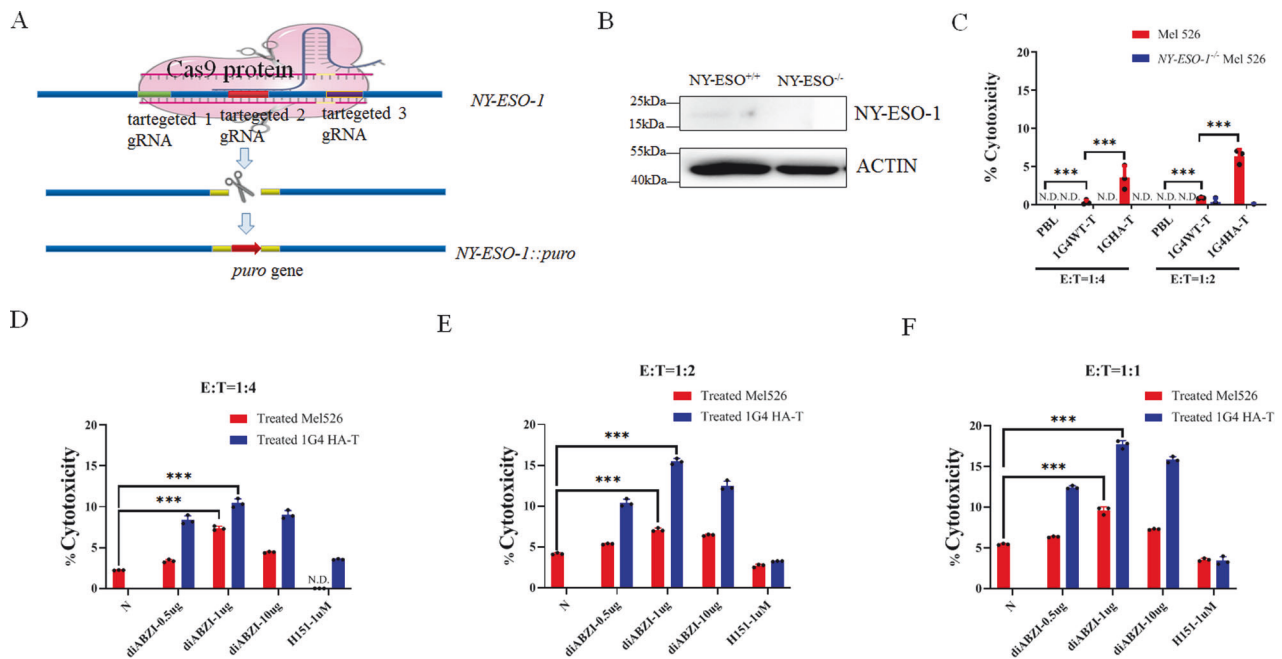 A
Cas9 protein
NY-ESO-1
tartegeted 1 tartegeted 2 tartegeted 3
gRNA gRNA gRNA
NY-ESO-1::puro
puro gene
B
NY-ESO+/+ NY-ESO-/-
25kDa
15kDa
NY-ESO-1
55kDa
40kDa
ACTIN
C
Mel 526
NY-ESO-1-/- Mel 526
% Cytotoxicity
20
15
10
5
0
*** *** *** ***
N.D. N.D. N.D. N.D. N.D. N.D.
PBL 1G4WT-T 1GHA-T PBL 1G4WT-T 1G4HA-T
E:T=1:4 E:T=1:2
D
E:T=1:4
Treated Mel526
Treated 1G4 HA-T
% Cytotoxicity
20
15
10
5
0
***
***
N.D.
N diABZI-0.5ug diABZI-1ug diABZI-10ug H151-1uM
E
E:T=1:2
Treated Mel526
Treated 1G4 HA-T
% Cytotoxicity
20
15
10
5
0
***
***
N diABZI-0.5ug diABZI-1ug diABZI-10ug H151-1uM
F
E:T=1:1
Treated Mel526
Treated 1G4 HA-T
% Cytotoxicity
20
15
10
5
0
***
***
N diABZI-0.5ug diABZI-1ug diABZI-10ug H151-1uM